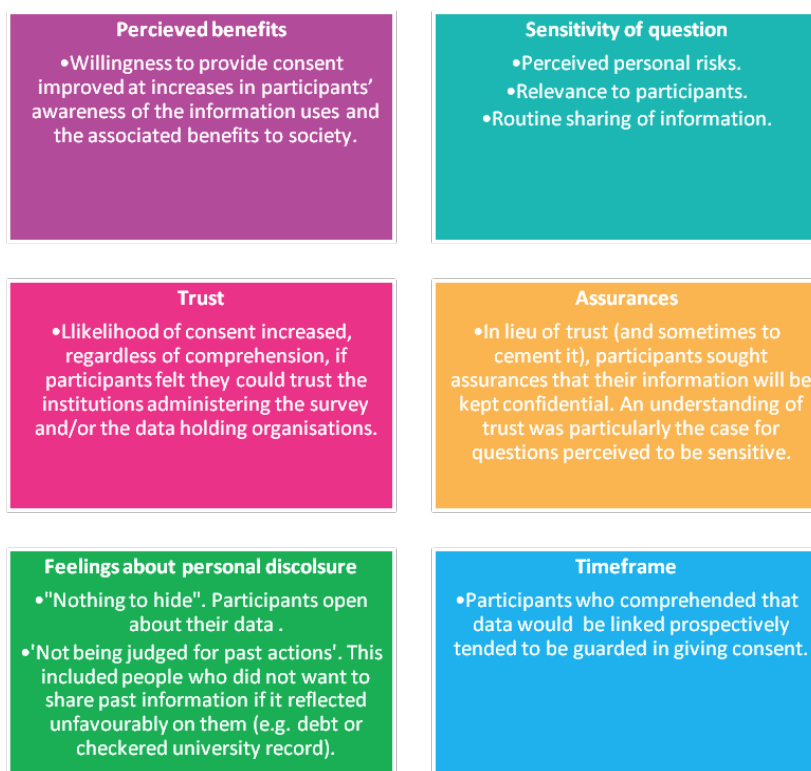 Percieved benefits
•Willingness to provide consent
improved at increases in participants’
awareness of the information uses and
the associated benefits to society.
Sensitivity of question
•Perceived personal risks.
•Relevance to participants.
•Routine sharing of information.
Trust
•Llikelihood of consent increased,
regardless of comprehension, if
participants felt they could trust the
institutions administering the survey
and/or the data holding organisations.
Assurances
•In lieu of trust (and sometimes to
cement it), participants sought
assurances that their information will be
kept confidential. An understanding of
trust was particularly the case for
questions perceived to be sensitive.
Feelings about personal discolsure
•"Nothing to hide". Participants open
about their data .
•'Not being judged for past actions'. This
included people who did not want to
share past information if it reflected
unfavourably on them (e.g. debt or
checkered university record).
Timeframe
•Participants who comprehended that
data would  be linked prospectively
tended to be guarded in giving consent.